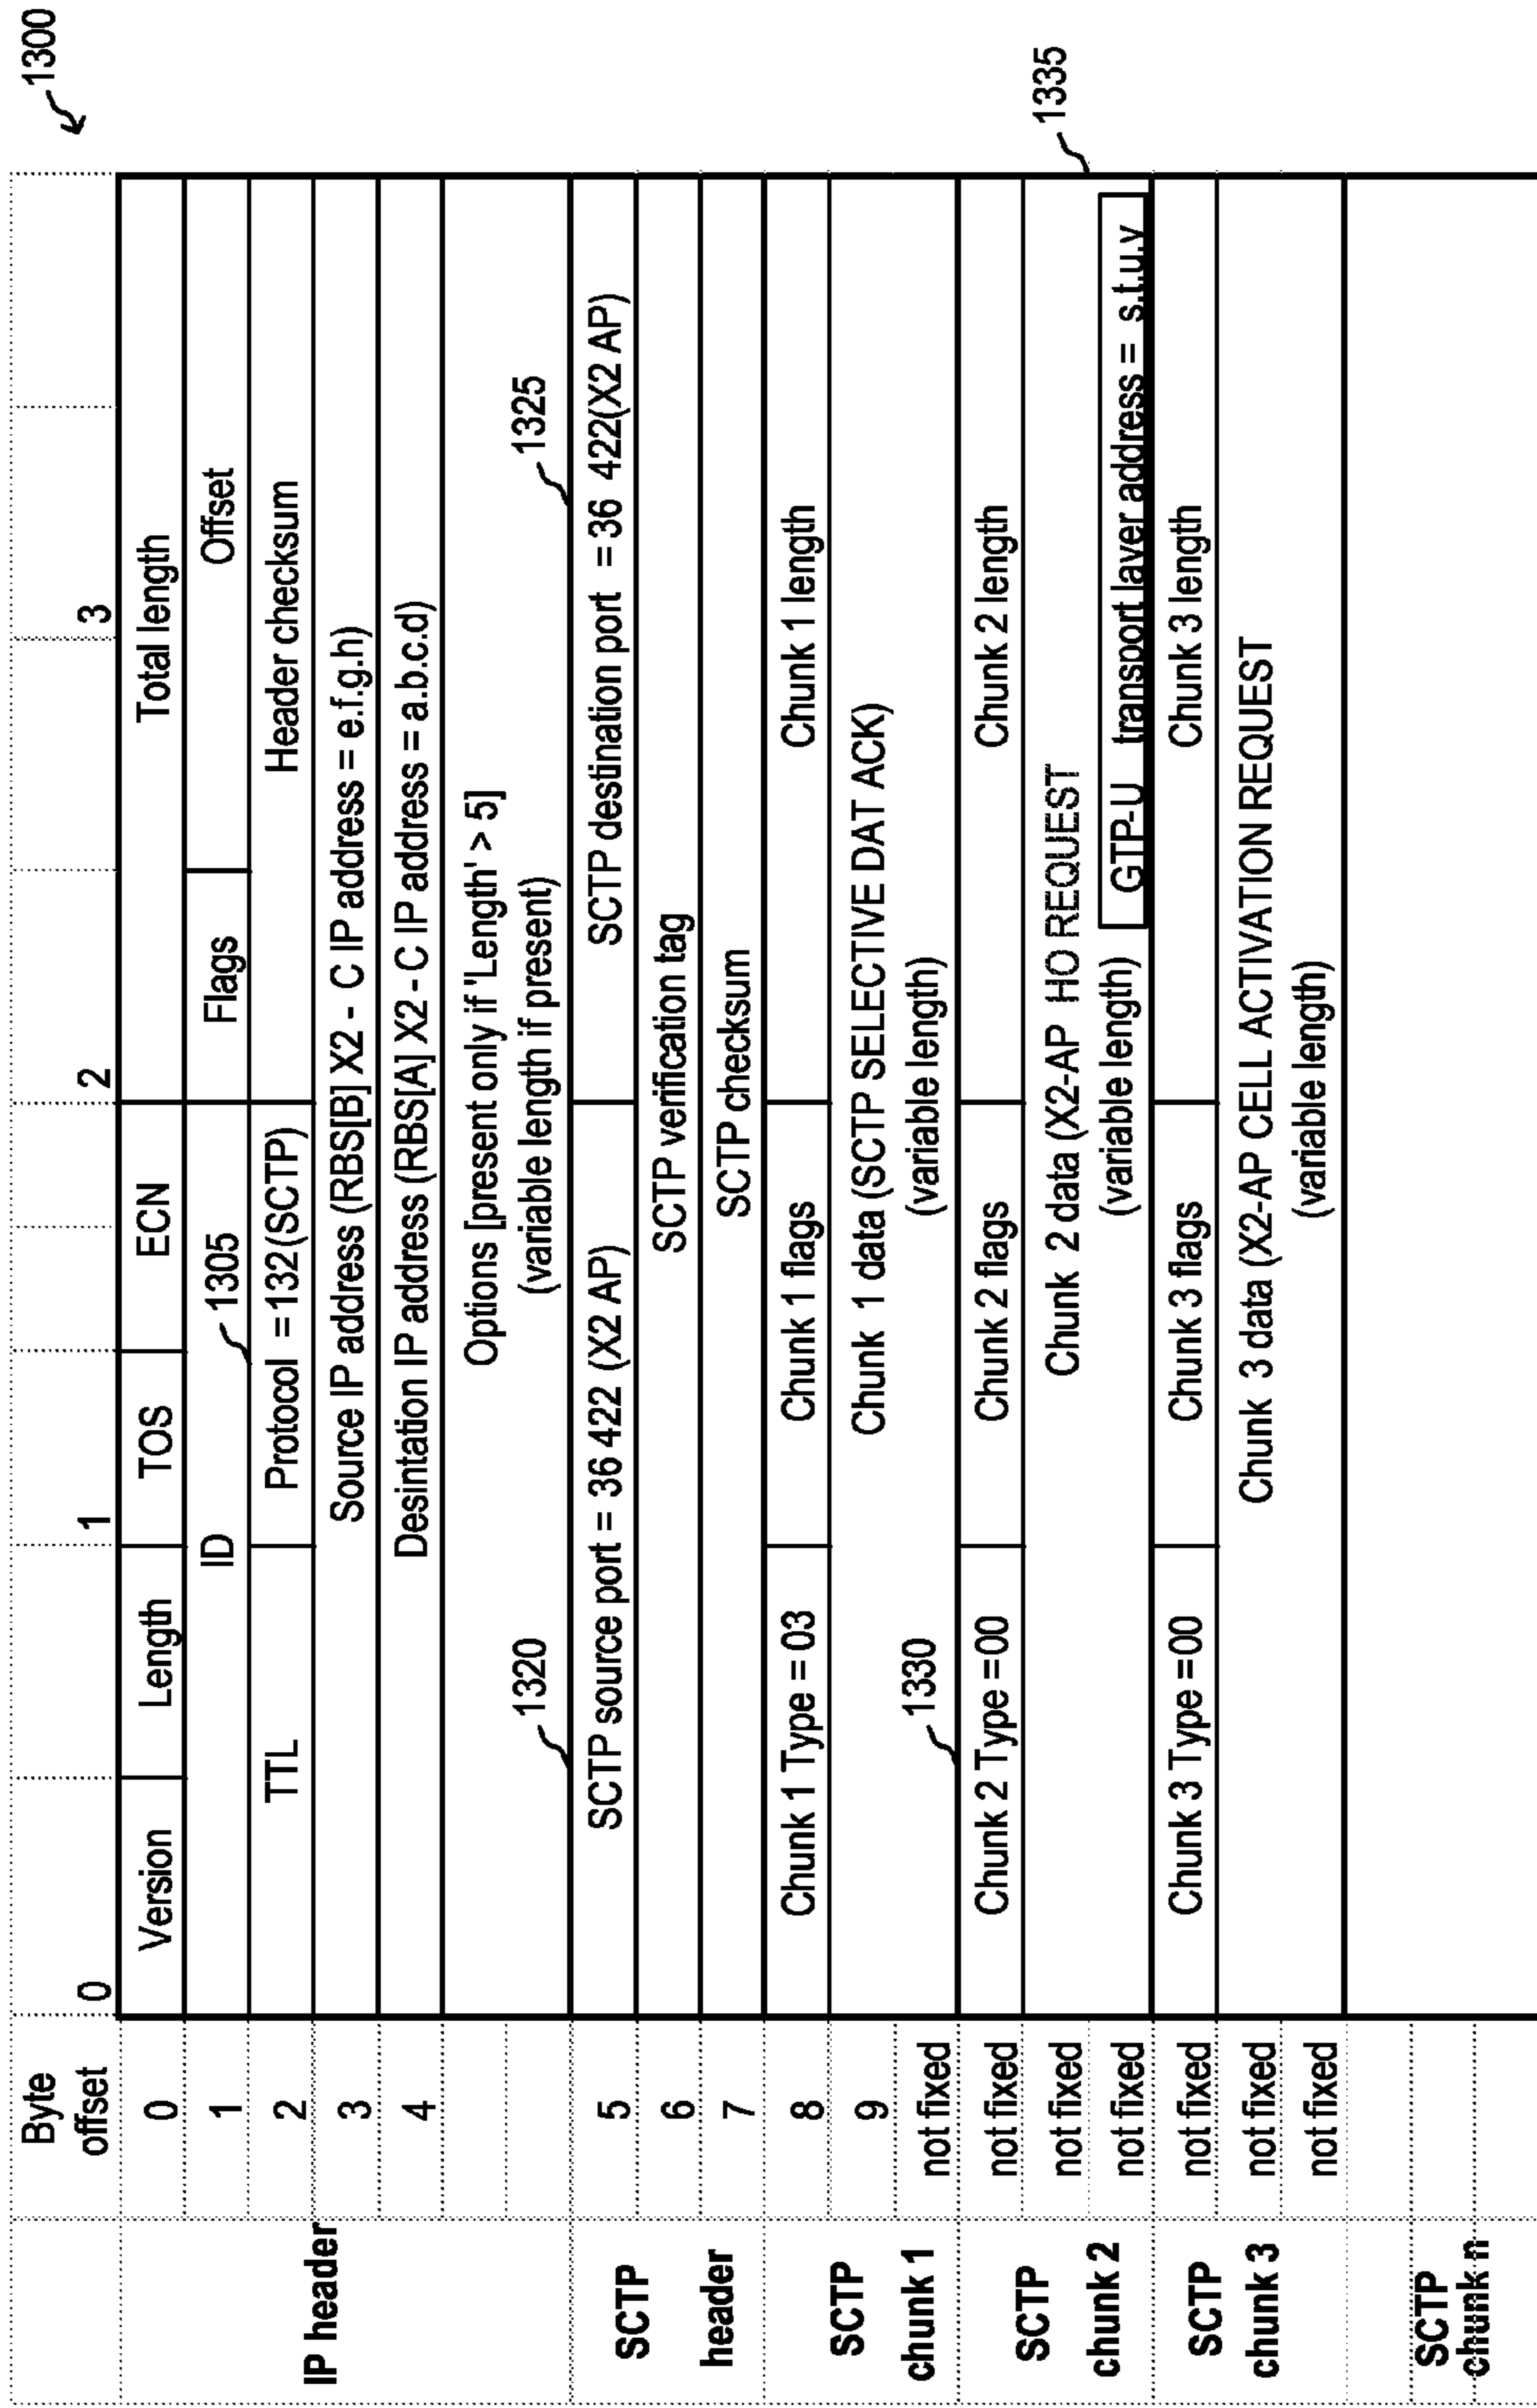 1300
Byte offset 0 1 2 3
IP header
0 Version Length TOS ECN Total length
1 ID 1305 Flags Offset
2 TTL Protocol = 132(SCTP) Header checksum
3 Source IP address (RBS[B] X2 - C IP address = e.f.g.h)
4 Desintation IP address (RBS[A] X2 - C IP address = a.b.c.d)
Options [present only if 'Length' > 5]
(variable length if present)
1320 1325
SCTP header
5 SCTP source port = 36 422 (X2 AP) SCTP destination port = 36 422(X2 AP)
6 SCTP verification tag
7 SCTP checksum
SCTP chunk 1
8 Chunk 1 Type = 03 Chunk 1 flags Chunk 1 length
9 Chunk 1 data (SCTP SELECTIVE DAT ACK)
not fixed (variable length)
1330
SCTP chunk 2
not fixed Chunk 2 Type =00 Chunk 2 flags Chunk 2 length
not fixed Chunk 2 data (X2-AP HO REQUEST
not fixed (variable length) GTP-U transport layer address = s.t.u.v
1335
SCTP chunk 3
not fixed Chunk 3 Type =00 Chunk 3 flags Chunk 3 length
not fixed Chunk 3 data (X2-AP CELL ACTIVATION REQUEST
not fixed (variable length)
SCTP chunk n